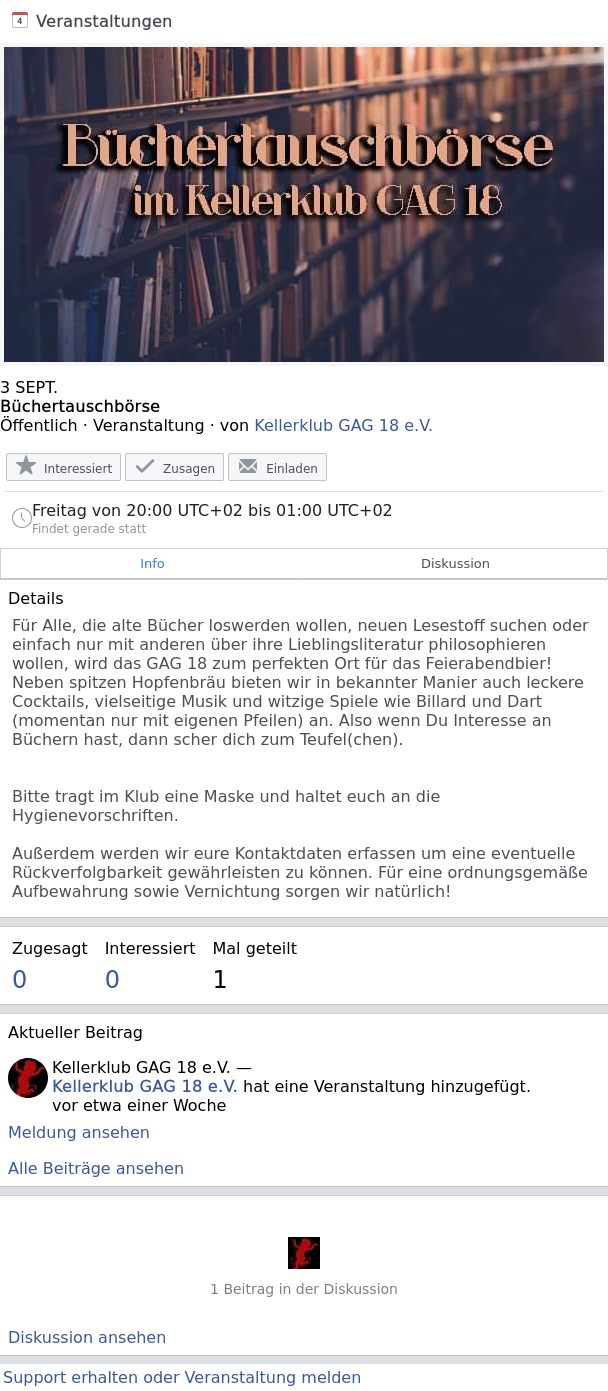 4 Veranstaltungen
Büchertauschbörse
im Kellerklub GAG 18
3 SEPT.
Büchertauschbörse
Öffentlich · Veranstaltung · von Kellerklub GAG 18 e.V.
Interessiert Zusagen Einladen
Freitag von 20:00 UTC+02 bis 01:00 UTC+02
Findet gerade statt
Info Diskussion
Details
Für Alle, die alte Bücher loswerden wollen, neuen Lesestoff suchen oder
einfach nur mit anderen über ihre Lieblingsliteratur philosophieren
wollen, wird das GAG 18 zum perfekten Ort für das Feierabendbier!
Neben spitzen Hopfenbräu bieten wir in bekannter Manier auch leckere
Cocktails, vielseitige Musik und witzige Spiele wie Billard und Dart
(momentan nur mit eigenen Pfeilen) an. Also wenn Du Interesse an
Büchern hast, dann scher dich zum Teufel(chen).
Bitte tragt im Klub eine Maske und haltet euch an die
Hygienevorschriften.
Außerdem werden wir eure Kontaktdaten erfassen um eine eventuelle
Rückverfolgbarkeit gewährleisten zu können. Für eine ordnungsgemäße
Aufbewahrung sowie Vernichtung sorgen wir natürlich!
Zugesagt Interessiert Mal geteilt
0 0 1
Aktueller Beitrag
Kellerklub GAG 18 e.V. —
Kellerklub GAG 18 e.V. hat eine Veranstaltung hinzugefügt.
vor etwa einer Woche
Meldung ansehen
Alle Beiträge ansehen
1 Beitrag in der Diskussion
Diskussion ansehen
Support erhalten oder Veranstaltung melden